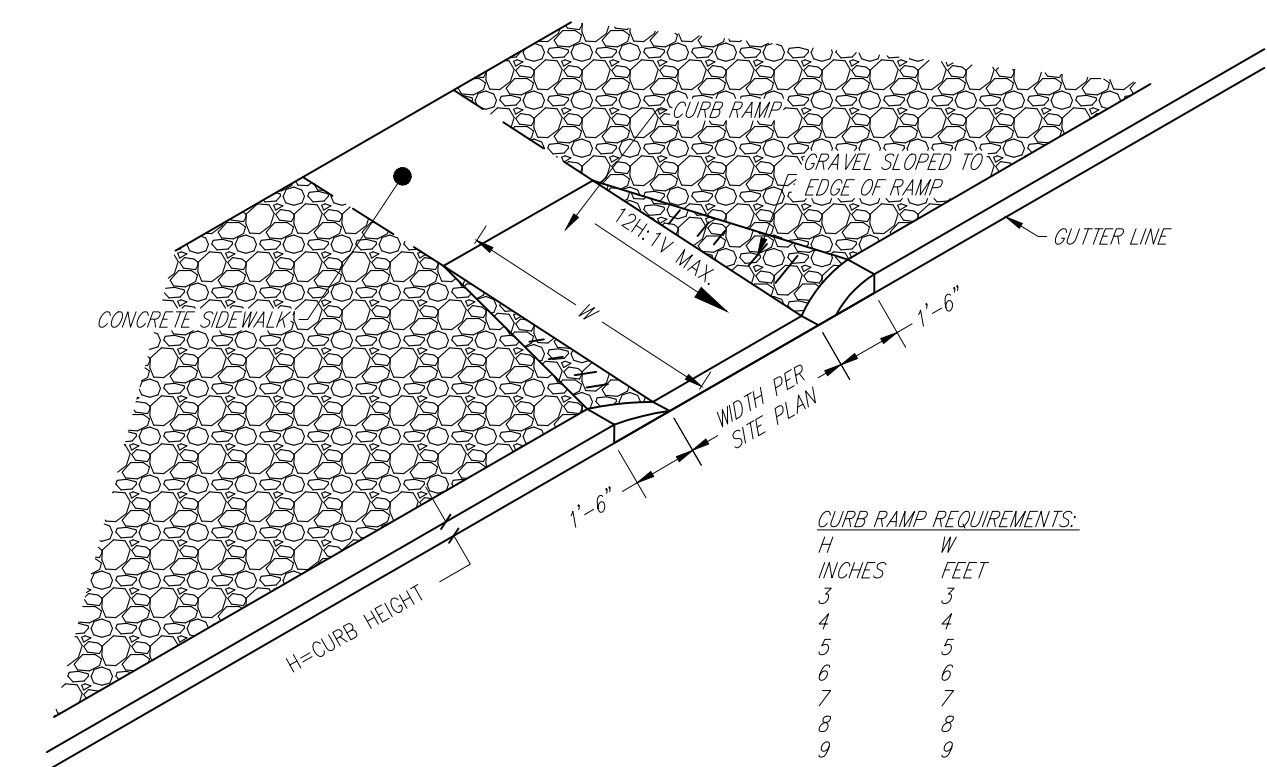 CURB RAMP
GRAVEL SLOPED TO
EDGE OF RAMP
12H:1V MAX.
GUTTER LINE
CONCRETE SIDEWALK
W
1'-6"
WIDTH PER
SITE PLAN
1'-6"
H=CURB HEIGHT
CURB RAMP REQUIREMENTS:
H W
INCHES FEET
3 3
4 4
5 5
6 6
7 7
8 8
9 9